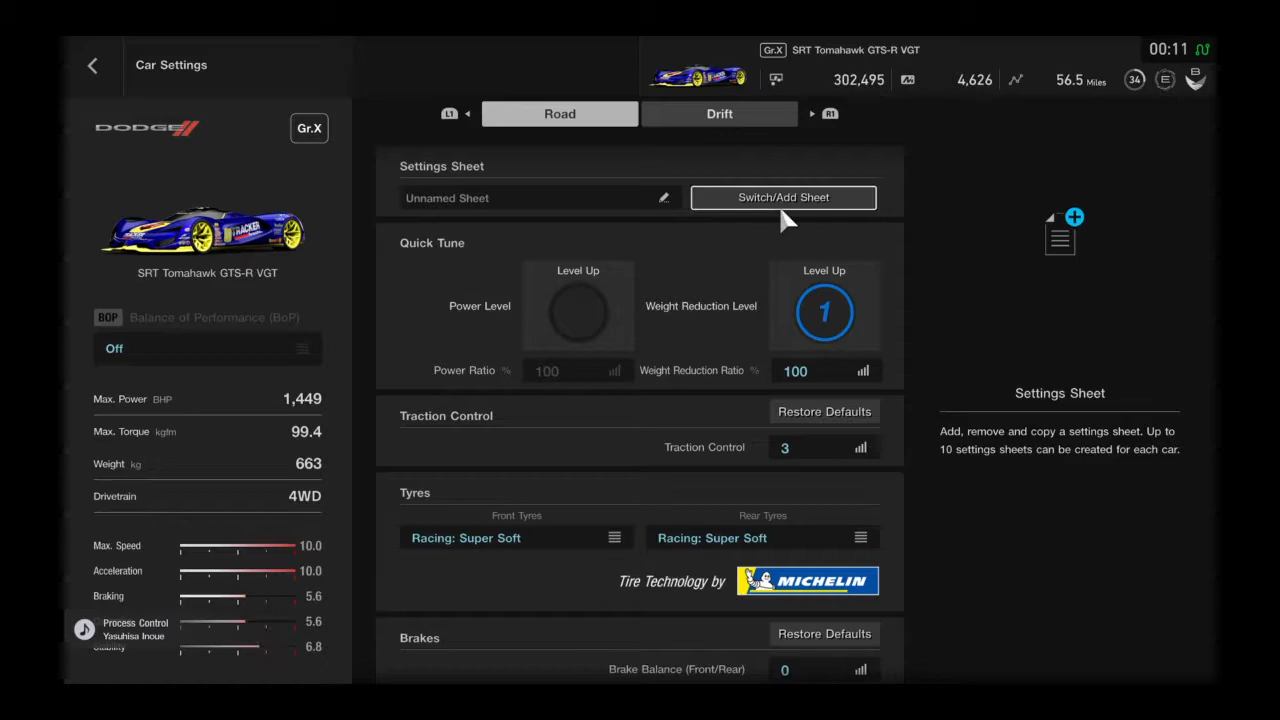 Car Settings
Gr.X SRT Tomahawk GTS-R VGT
00:11
302,495
4,626
56.5 Miles
34
E
B
DODGE
Gr.X
TRACKER
SRT Tomahawk GTS-R VGT
BOP Balance of Performance (BoP)
Off
Max. Power BHP 1,449
Max. Torque kgfm 99.4
Weight kg 663
Drivetrain 4WD
Max. Speed 10.0
Acceleration 10.0
Braking 5.6
5.6
Stability 6.8
Process Control
Yasuhisa Inoue
L1 Road Drift R1
Settings Sheet
Unnamed Sheet
Switch/Add Sheet
Quick Tune
Level Up
Level Up
Power Level
Weight Reduction Level
1
Power Ratio % 100
Weight Reduction Ratio % 100
Traction Control
Restore Defaults
Traction Control 3
Tyres
Front Tyres
Rear Tyres
Racing: Super Soft
Racing: Super Soft
Tire Technology by MICHELIN
Brakes
Restore Defaults
Brake Balance (Front/Rear) 0
Settings Sheet
Add, remove and copy a settings sheet. Up to
10 settings sheets can be created for each car.